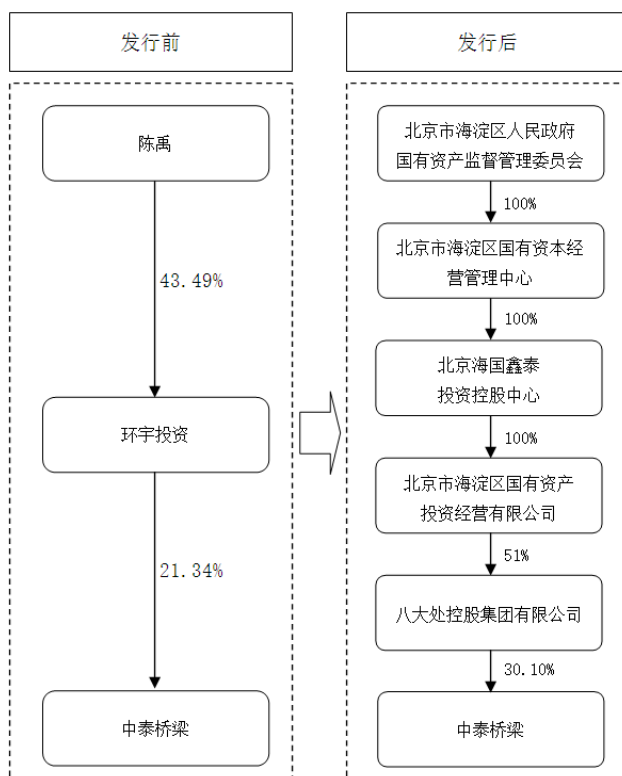 发行前
陈禹
43.49%
环宇投资
21.34%
中泰桥梁
发行后
北京市海淀区人民政府
国有资产监督管理委员会
100%
北京市海淀区国有资本经
营管理中心
100%
北京海国鑫泰
投资控股中心
100%
北京市海淀区国有资产
投资经营有限公司
51%
八大处控股集团有限公司
30.10%
中泰桥梁